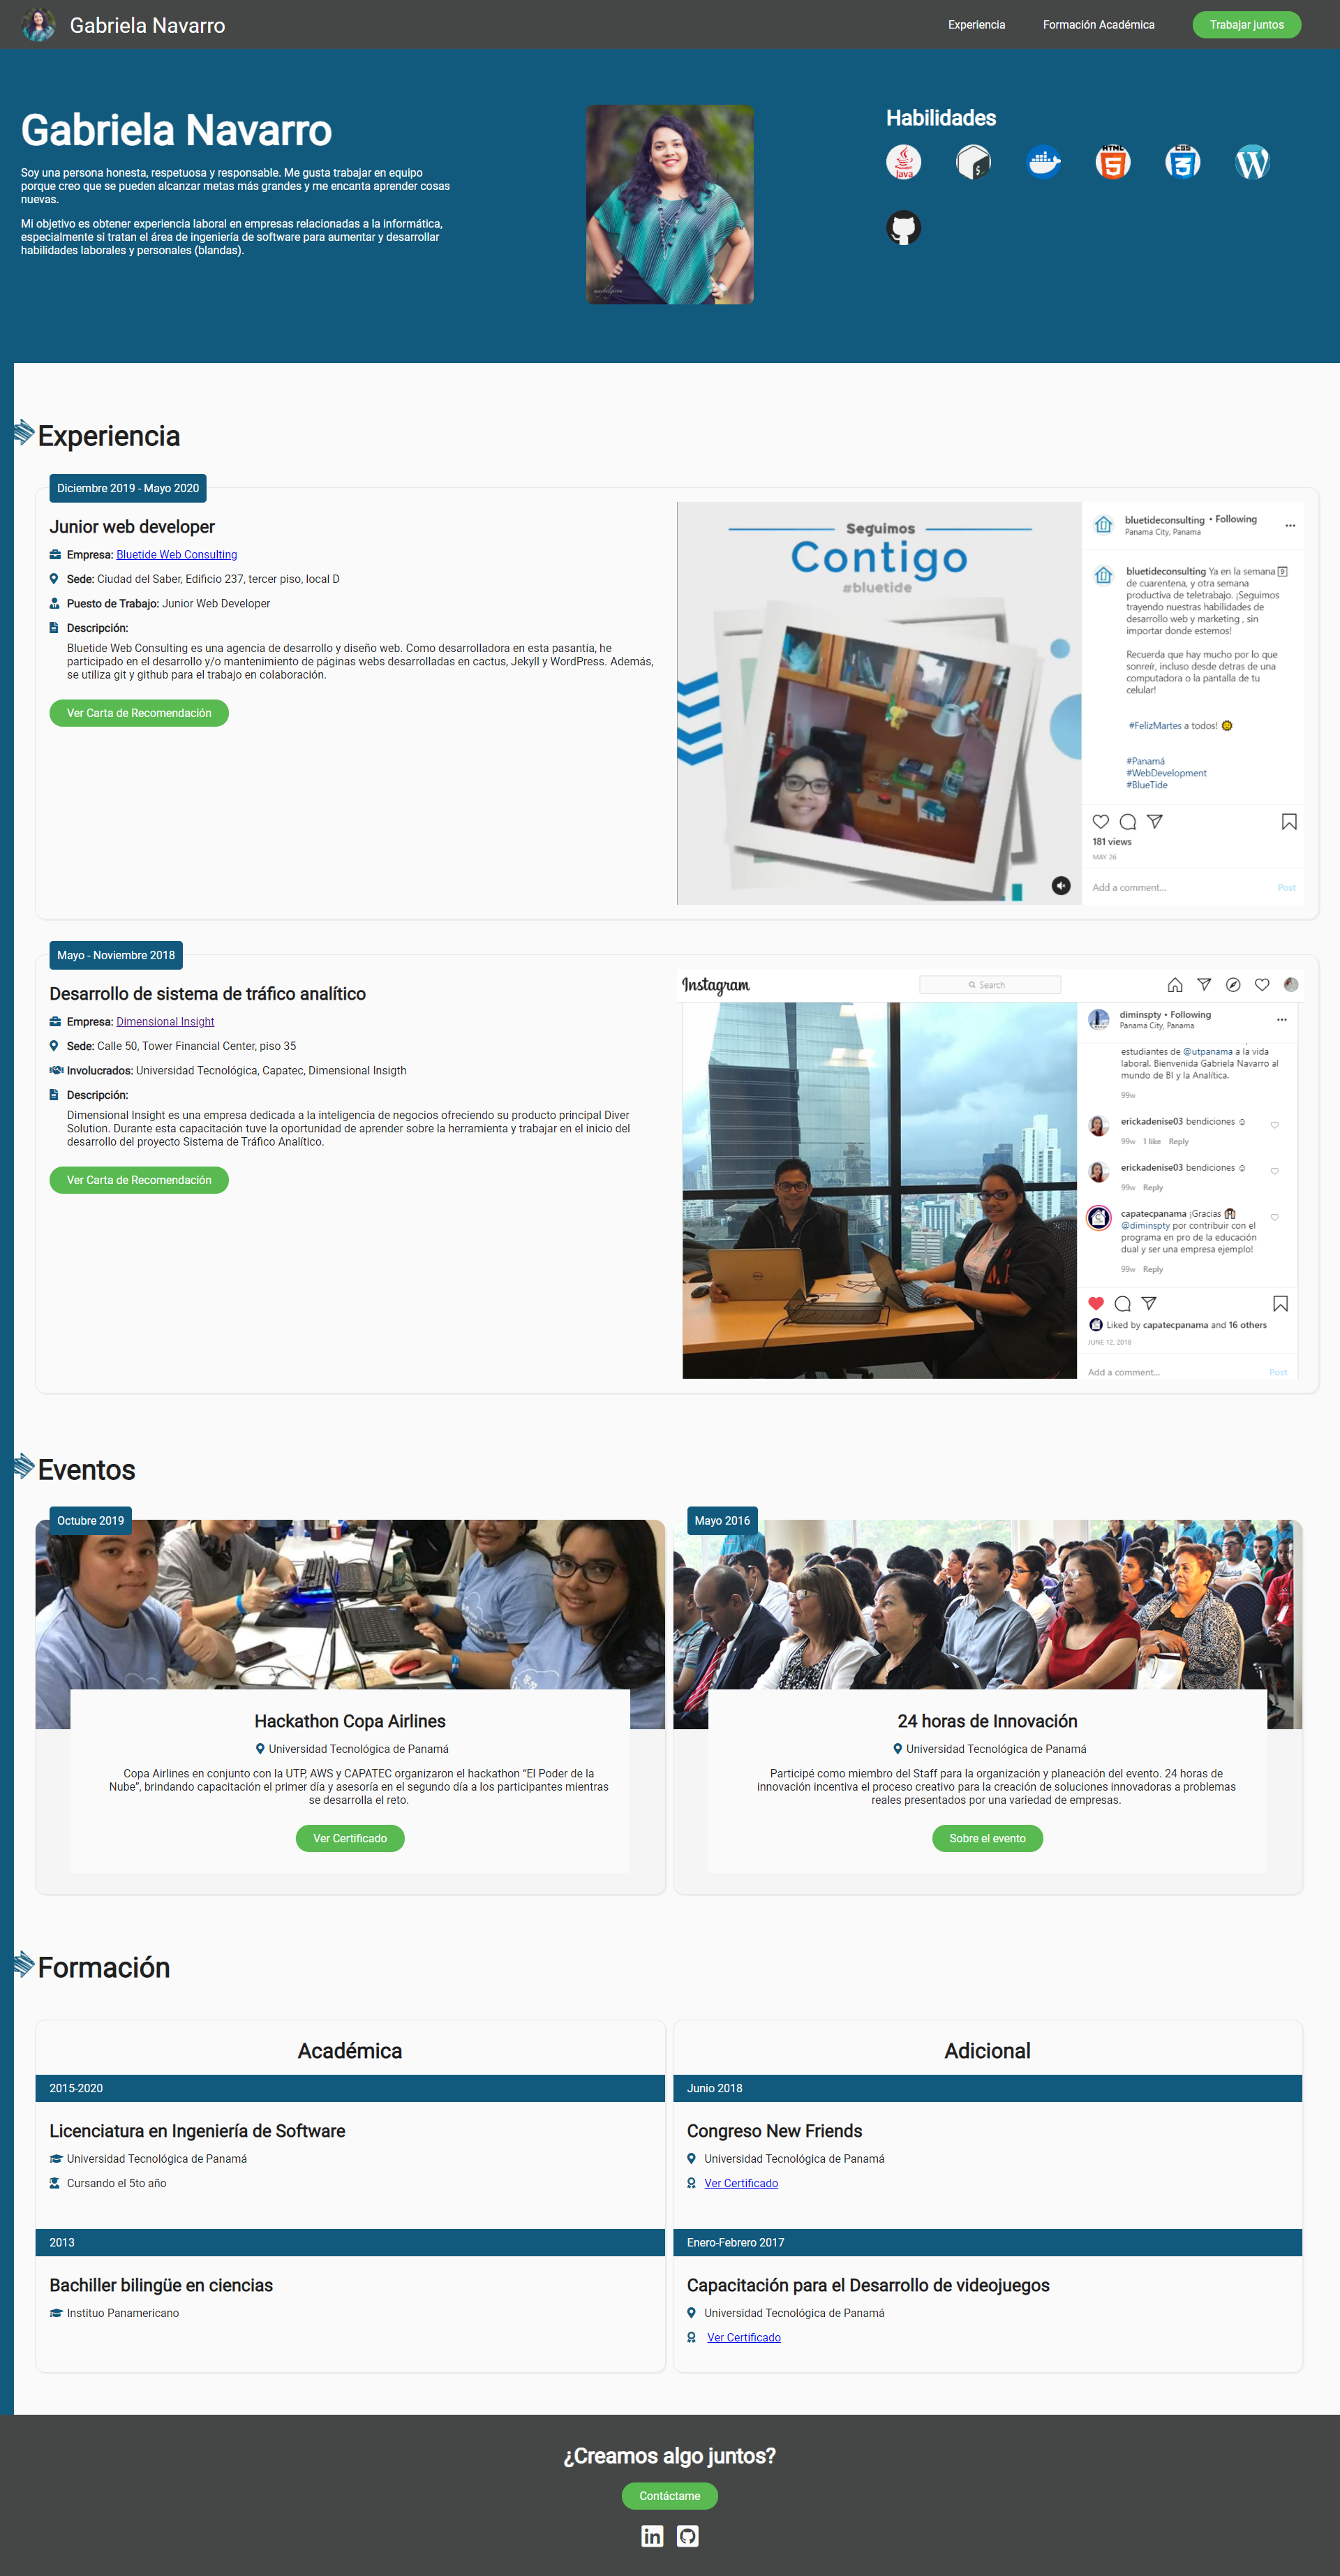 Gabriela Navarro
Experiencia
Formación Académica
Trabajar juntos
Gabriela Navarro
Soy una persona honesta, respetuosa y responsable. Me gusta trabajar en equipo
porque creo que se pueden alcanzar metas más grandes y me encanta aprender cosas
nuevas.
Mi objetivo es obtener experiencia laboral en empresas relacionadas a la informática,
especialmente si tratan el área de ingeniería de software para aumentar y desarrollar
habilidades laborales y personales (blandas).
Habilidades
Java
HTML
5
CSS
3
W
Experiencia
Diciembre 2019 - Mayo 2020
Junior web developer
Empresa: Bluetide Web Consulting
Sede: Ciudad del Saber, Edificio 237, tercer piso, local D
Puesto de Trabajo: Junior Web Developer
Descripción:
Bluetide Web Consulting es una agencia de desarrollo y diseño web. Como desarrolladora en esta pasantía, he
participado en el desarrollo y/o mantenimiento de páginas webs desarrolladas en cactus, Jekyll y WordPress. Además,
se utiliza git y github para el trabajo en colaboración.
Ver Carta de Recomendación
Seguimos
Contigo
#bluetide
bluetideconsulting • Following
Panama City, Panama
bluetideconsulting Ya en la semana 9
de cuarentena, y otra semana
productiva de teletrabajo. ¡Seguimos
trayendo nuestras habilidades de
desarrollo web y marketing , sin
importar donde estemos!
Recuerda que hay mucho por lo que
sonreír, incluso desde detras de una
computadora o la pantalla de tu
celular!
#FelizMartes a todos! 🌞
#Panamá
#WebDevelopment
#BlueTide
181 views
MAY 26
Add a comment...
Post
Mayo - Noviembre 2018
Desarrollo de sistema de tráfico analítico
Empresa: Dimensional Insight
Sede: Calle 50, Tower Financial Center, piso 35
Involucrados: Universidad Tecnológica, Capatec, Dimensional Insigth
Descripción:
Dimensional Insight es una empresa dedicada a la inteligencia de negocios ofreciendo su producto principal Diver
Solution. Durante esta capacitación tuve la oportunidad de aprender sobre la herramienta y trabajar en el inicio del
desarrollo del proyecto Sistema de Tráfico Analítico.
Ver Carta de Recomendación
Instagram
Search
diminspty • Following
Panama City, Panama
estudiantes de @utpanama a la vida
laboral. Bienvenida Gabriela Navarro al
mundo de BI y la Analítica.
99w
erickadenise03 bendiciones ☺
99w 1 like Reply
erickadenise03 bendiciones ☺
99w Reply
capatecpanama ¡Gracias
@diminspty por contribuir con el
programa en pro de la educación
dual y ser una empresa ejemplo!
99w Reply
Liked by capatecpanama and 16 others
JUNE 12, 2018
Add a comment...
Post
Eventos
Octubre 2019
Hackathon Copa Airlines
Universidad Tecnológica de Panamá
Copa Airlines en conjunto con la UTP, AWS y CAPATEC organizaron el hackathon “El Poder de la
Nube”, brindando capacitación el primer día y asesoría en el segundo día a los participantes mientras
se desarrolla el reto.
Ver Certificado
Mayo 2016
24 horas de Innovación
Universidad Tecnológica de Panamá
Participé como miembro del Staff para la organización y planeación del evento. 24 horas de
innovación incentiva el proceso creativo para la creación de soluciones innovadoras a problemas
reales presentados por una variedad de empresas.
Sobre el evento
Formación
Académica
2015-2020
Licenciatura en Ingeniería de Software
Universidad Tecnológica de Panamá
Cursando el 5to año
2013
Bachiller bilingüe en ciencias
Instituo Panamericano
Adicional
Junio 2018
Congreso New Friends
Universidad Tecnológica de Panamá
Ver Certificado
Enero-Febrero 2017
Capacitación para el Desarrollo de videojuegos
Universidad Tecnológica de Panamá
Ver Certificado
¿Creamos algo juntos?
Contáctame
in